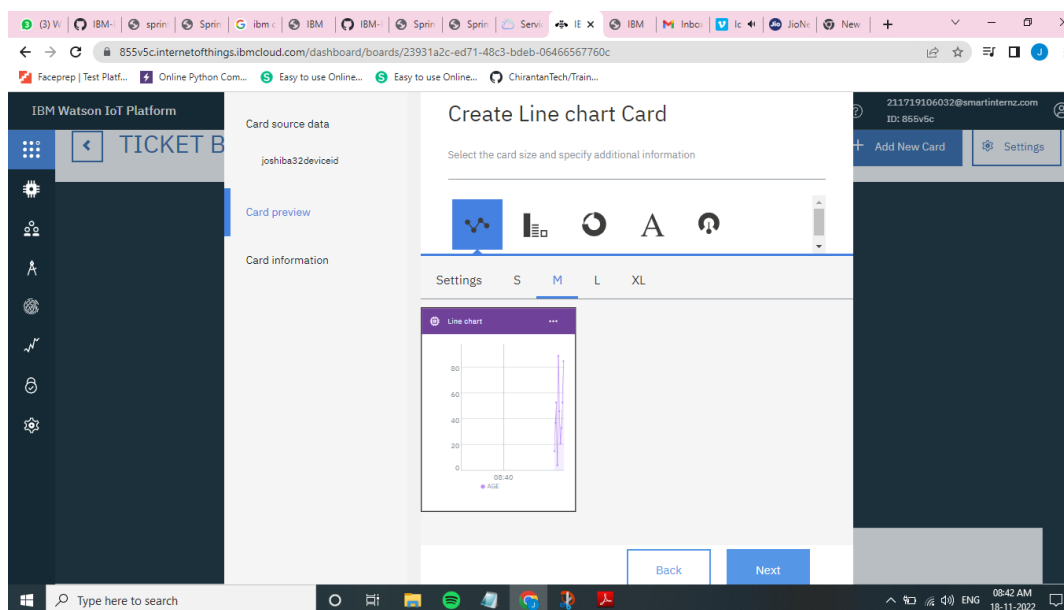 (3) W
IBM-
sprin
Sprin
ibm c
IBM
IBM-I
Sprin
Sprin
Servic
IE
IBM
Inbo
Ic
JioNe
New
855v5c.internetofthings.ibmcloud.com/dashboard/boards/23931a2c-ed71-48c3-bdeb-06466567760c
Faceprep | Test Platf...
Online Python Com...
Easy to use Online...
Easy to use Online...
ChirantanTech/Train...
IBM Watson IoT Platform
211719106032@smartinternz.com
ID: 855v5c
TICKET B
Add New Card
Settings
Card source data
joshiba32deviceid
Card preview
Card information
Create Line chart Card
Select the card size and specify additional information
Settings S M L XL
Line chart
80
60
40
20
0
08:40
AGE
Back
Next
Type here to search
ENG
08:42 AM
18-11-2022